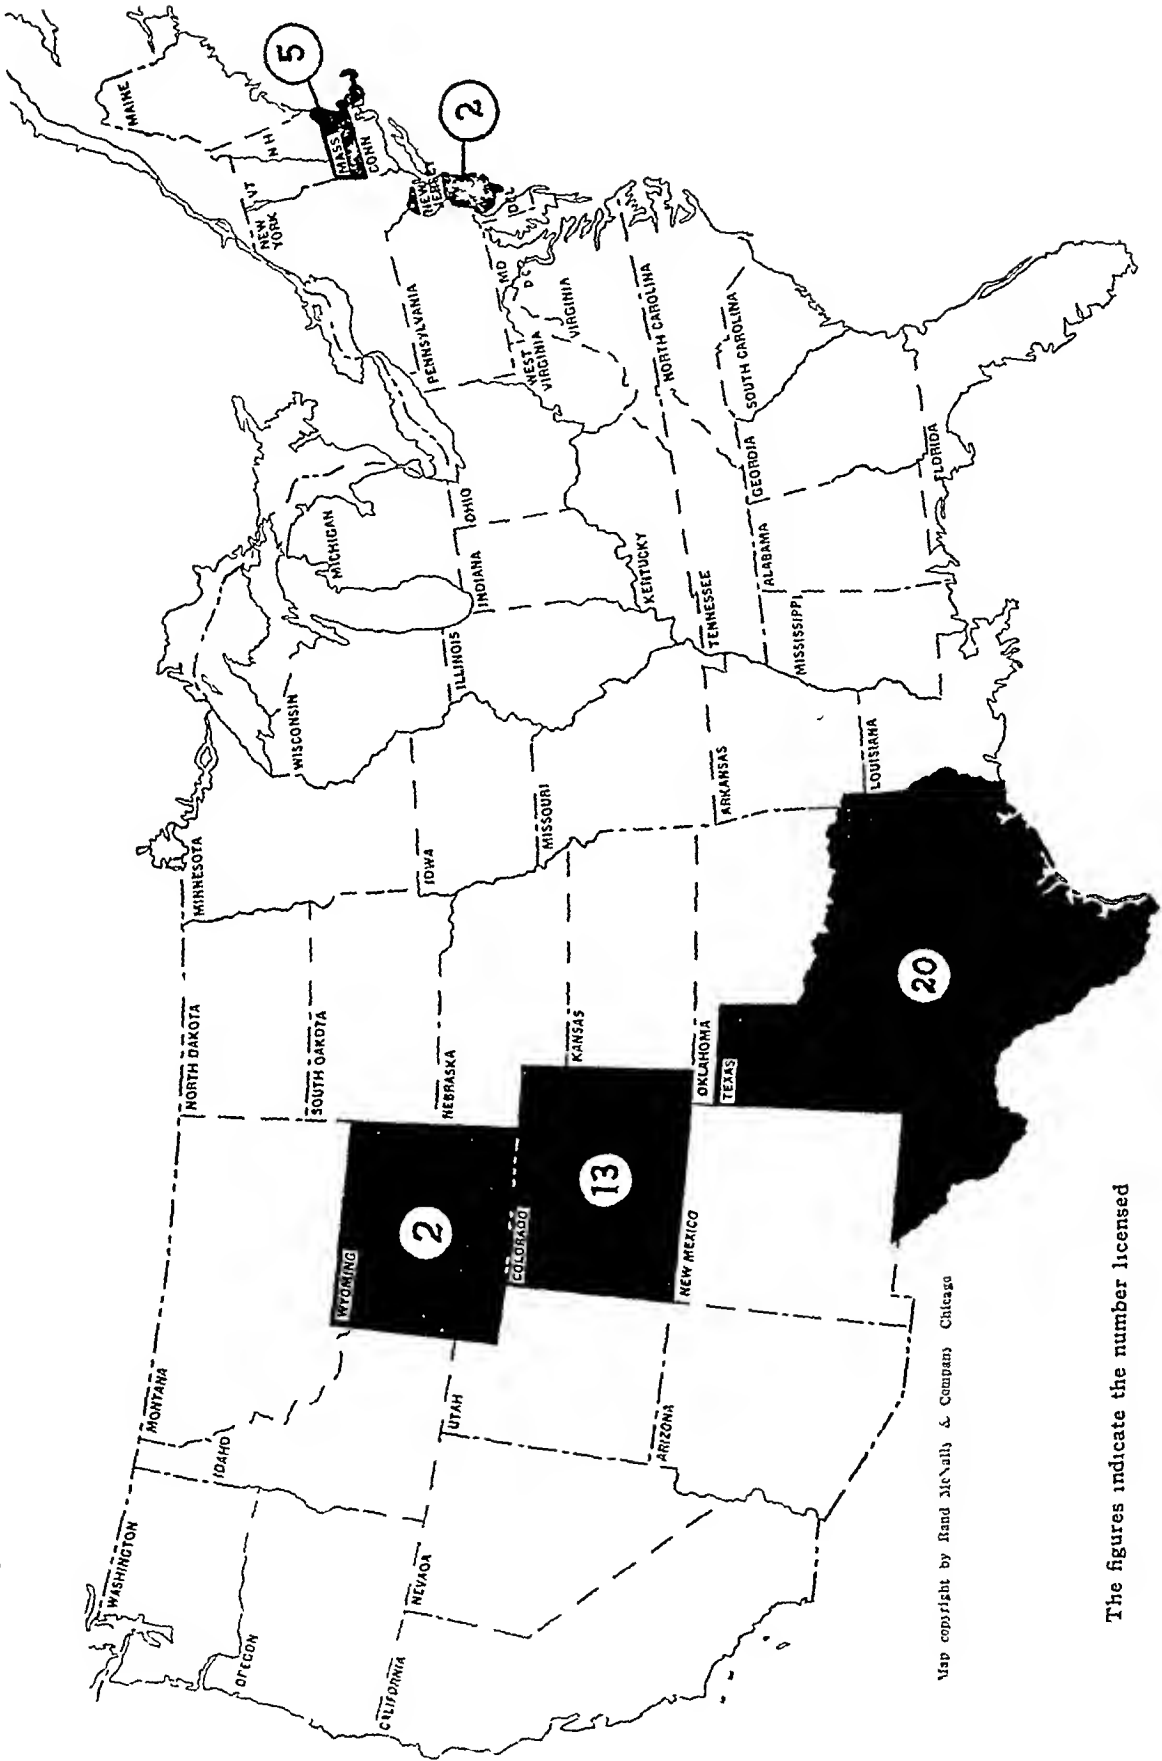 WASHINGTON
MONTANA
NORTH DAKOTA
MINNESOTA
WISCONSIN
MICHIGAN
NEW
YORK
VT
N H
MAINE
5
MASS
CONN
OREGON
IDAHO
WYOMING
2
SOUTH DAKOTA
IOWA
ILLINOIS
INDIANA
OHIO
PENNSYLVANIA
NEW
2
CALIFORNIA
NEVADA
UTAH
COLORADO
13
NEBRASKA
KANSAS
MISSOURI
KENTUCKY
WEST
VIRGINIA
VIRGINIA
MD
D C
DEL
ARIZONA
NEW MEXICO
OKLAHOMA
TEXAS
20
ARKANSAS
TENNESSEE
NORTH CAROLINA
SOUTH CAROLINA
LOUISIANA
MISSISSIPPI
ALABAMA
GEORGIA
FLORIDA
Map copyright by Rand McNally & Company Chicago
The figures indicate the number licensed